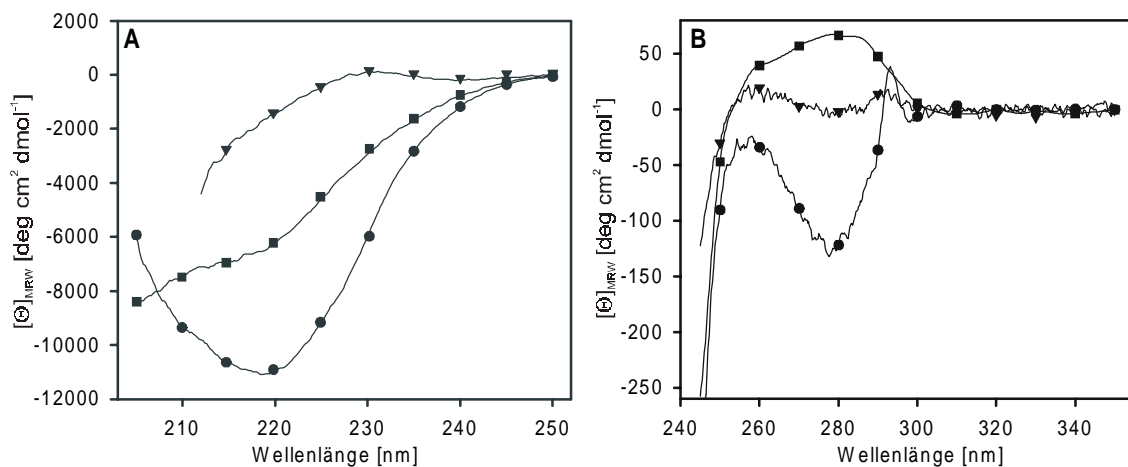 A
2000
0
-2000
-4000
-6000
-8000
-10000
-12000
[Θ]MRW [deg cm² dmol⁻¹]
210 220 230 240 250
Wellenlänge [nm]
B
50
0
-50
-100
-150
-200
-250
[Θ]MRW [deg cm² dmol⁻¹]
240 260 280 300 320 340
Wellenlänge [nm]